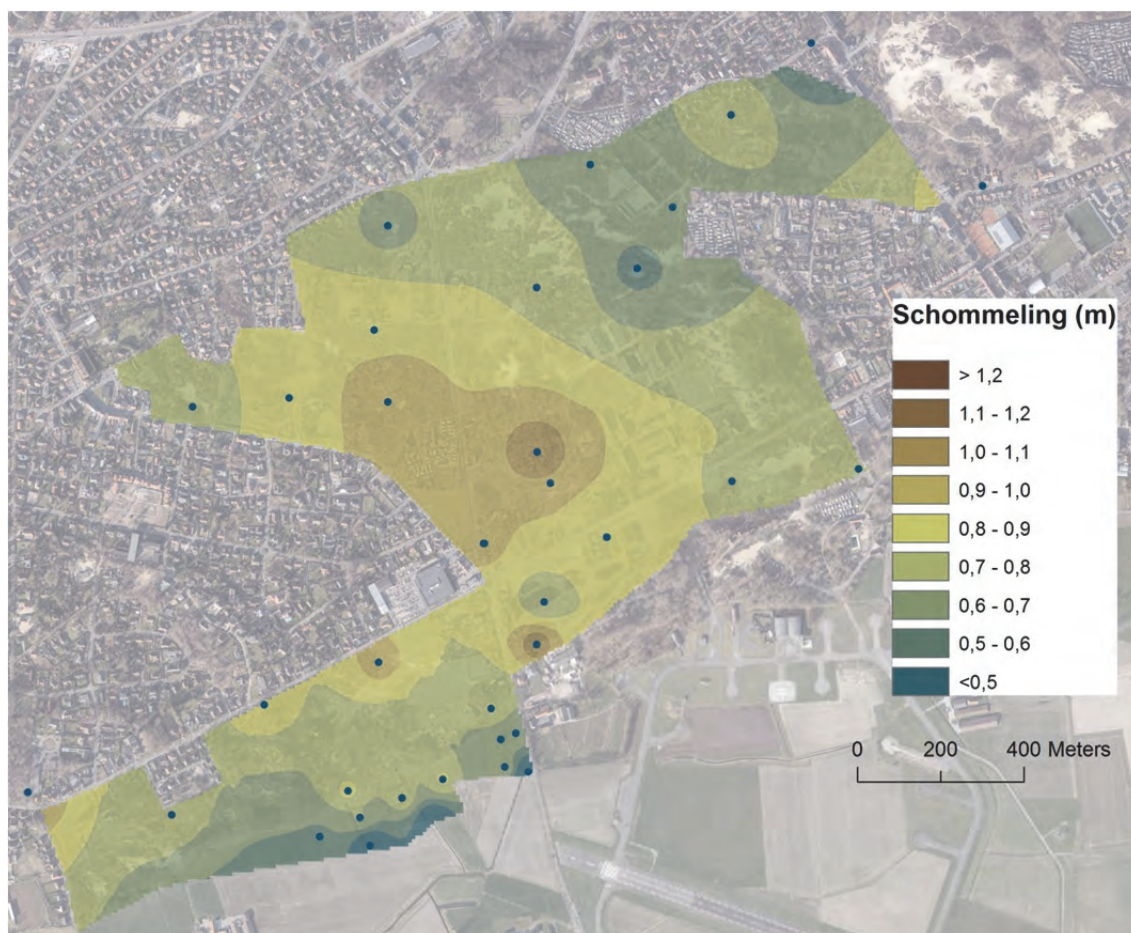 Schommeling (m)
> 1,2
1,1 - 1,2
1,0 - 1,1
0,9 - 1,0
0,8 - 0,9
0,7 - 0,8
0,6 - 0,7
0,5 - 0,6
<0,5
0 200 400 Meters